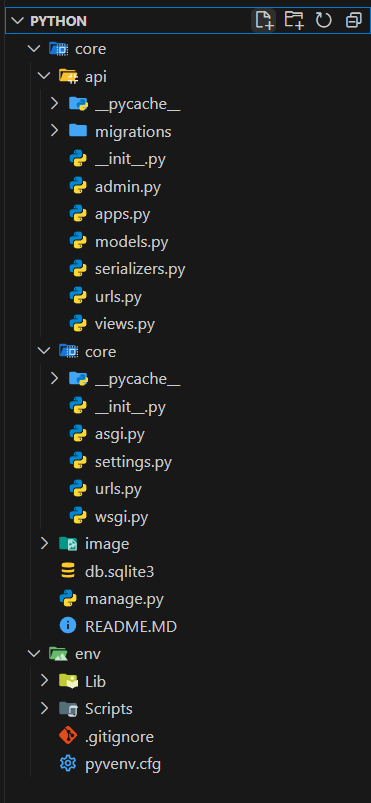 PYTHON
core
api
__pycache__
migrations
__init__.py
admin.py
apps.py
models.py
serializers.py
urls.py
views.py
core
__pycache__
__init__.py
asgi.py
settings.py
urls.py
wsgi.py
image
db.sqlite3
manage.py
README.MD
env
Lib
Scripts
.gitignore
pyvenv.cfg